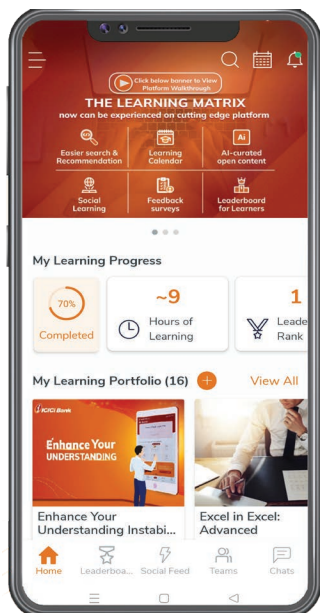 Click below banner to View
Platform Walkthrough
THE LEARNING MATRIX
now can be experienced on cutting edge platform
Easier search &
Recommendation
Learning
Calendar
Ai
AI-curated
open content
Social
Learning
Feedback
surveys
Leaderboard
for Learners
My Learning Progress
70%
Completed
~9
Hours of
Learning
1
Leade
Rank
My Learning Portfolio (16)
View All
ICICI Bank
Enhance Your
UNDERSTANDING
Enhance Your
Understanding Instabi...
Excel in Excel:
Advanced
Home
Leaderboa...
Social Feed
Teams
Chats